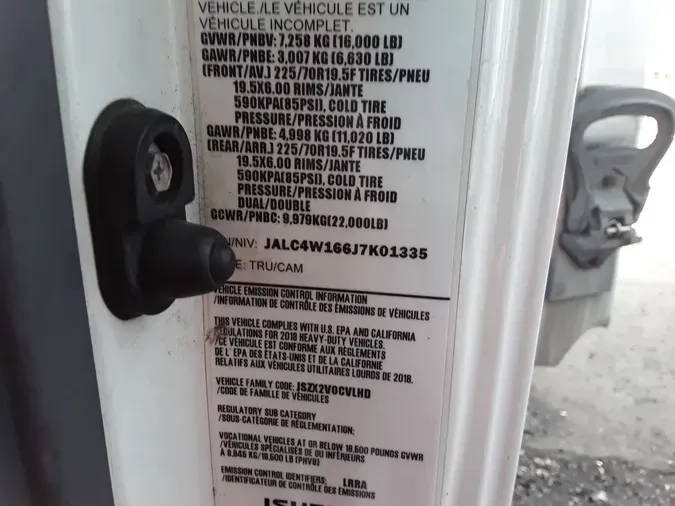 VEHICLE./LE VÉHICULE EST UN
VEHICULE INCOMPLET.
GVWR/PNBV: 7,258 KG (16,000 LB)
GAWR/PNBE: 3,007 KG (6,630 LB)
(FRONT/AV.) 225/70R19.5F TIRES/PNEU
19.5X6.00 RIMS/JANTE
590KPA(85PSI), COLD TIRE
PRESSURE/PRESSION À FROID
GAWR/PNBE: 4,998 KG (11,020 LB)
(REAR/ARR.) 225/70R19.5F TIRES/PNEU
19.5X6.00 RIMS/JANTE
590KPA(85PSI), COLD TIRE
PRESSURE/PRESSION À FROID
DUAL/DOUBLE
GCWR/PNBC: 9,979KG(22,000LB)
N/NIV: JALC4W166J7K01335
E: TRU/CAM
VEHICLE EMISSION CONTROL INFORMATION
/INFORMATION DE CONTRÔLE DES ÉMISSIONS DE VÉHICULES
THIS VEHICLE COMPLIES WITH U.S. EPA AND CALIFORNIA
REGULATIONS FOR 2018 HEAVY-DUTY VEHICLES.
/CE VÉHICULE EST CONFORME AUX RÈGLEMENTS
DE L' EPA DES ÉTATS-UNIS ET DE LA CALIFORNIE
RELATIFS AUX VÉHICULES UTILITAIRES LOURDS DE 2018.
VEHICLE FAMILY CODE: JSZX2VOCVLHD
/CODE DE FAMILLE DE VÉHICULES
REGULATORY SUB CATEGORY
/SOUS-CATÉGORIE DE RÉGLEMENTATION:
VOCATIONAL VEHICLES AT OR BELOW 19,500 POUNDS GVWR
/VÉHICULES SPÉCIALISÉS DE OU INFÉRIEURS
À 8,845 KG/19,500 LB (PNVB)
EMISSION CONTROL IDENTIFIERS: LRRA
/IDENTIFICATEUR DE CONTRÔLE DES ÉMISSIONS
ISUZU